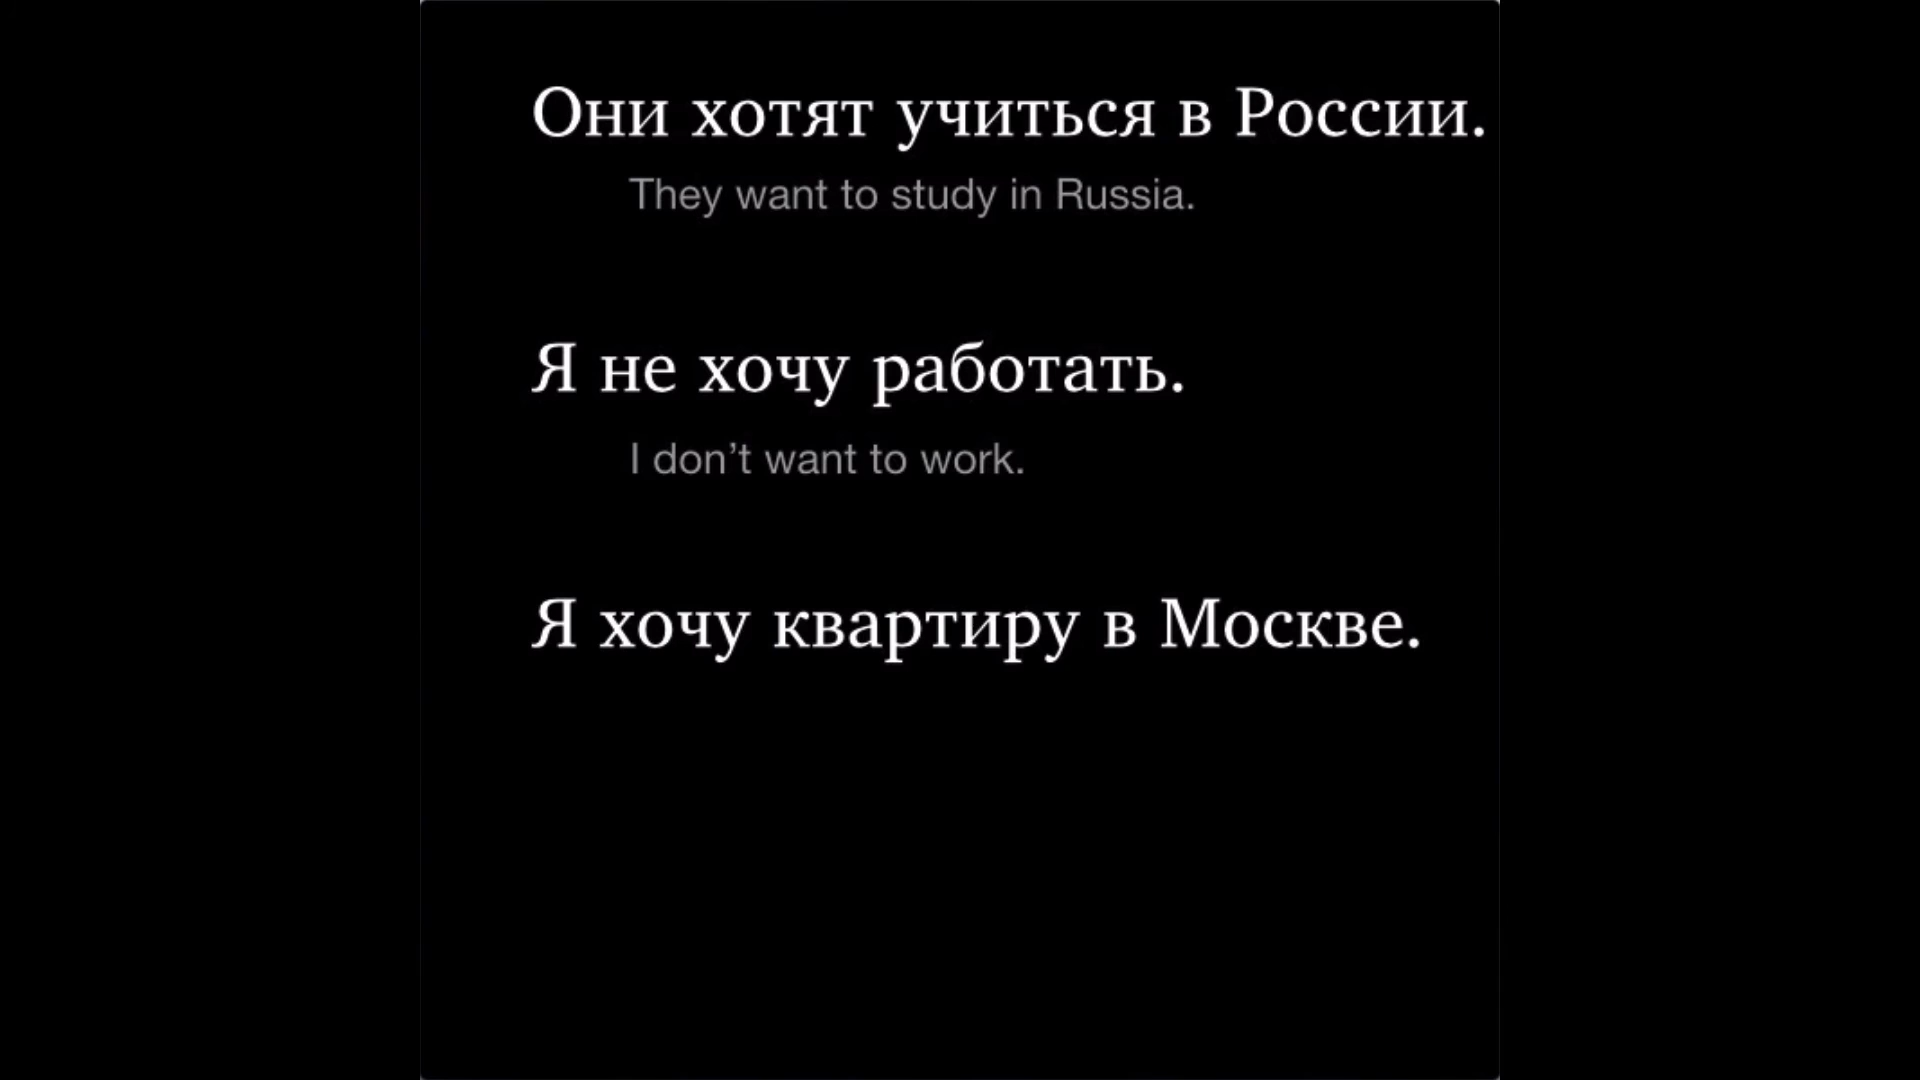 Они хотят учиться в России.
They want to study in Russia.
Я не хочу работать.
I don’t want to work.
Я хочу квартиру в Москве.